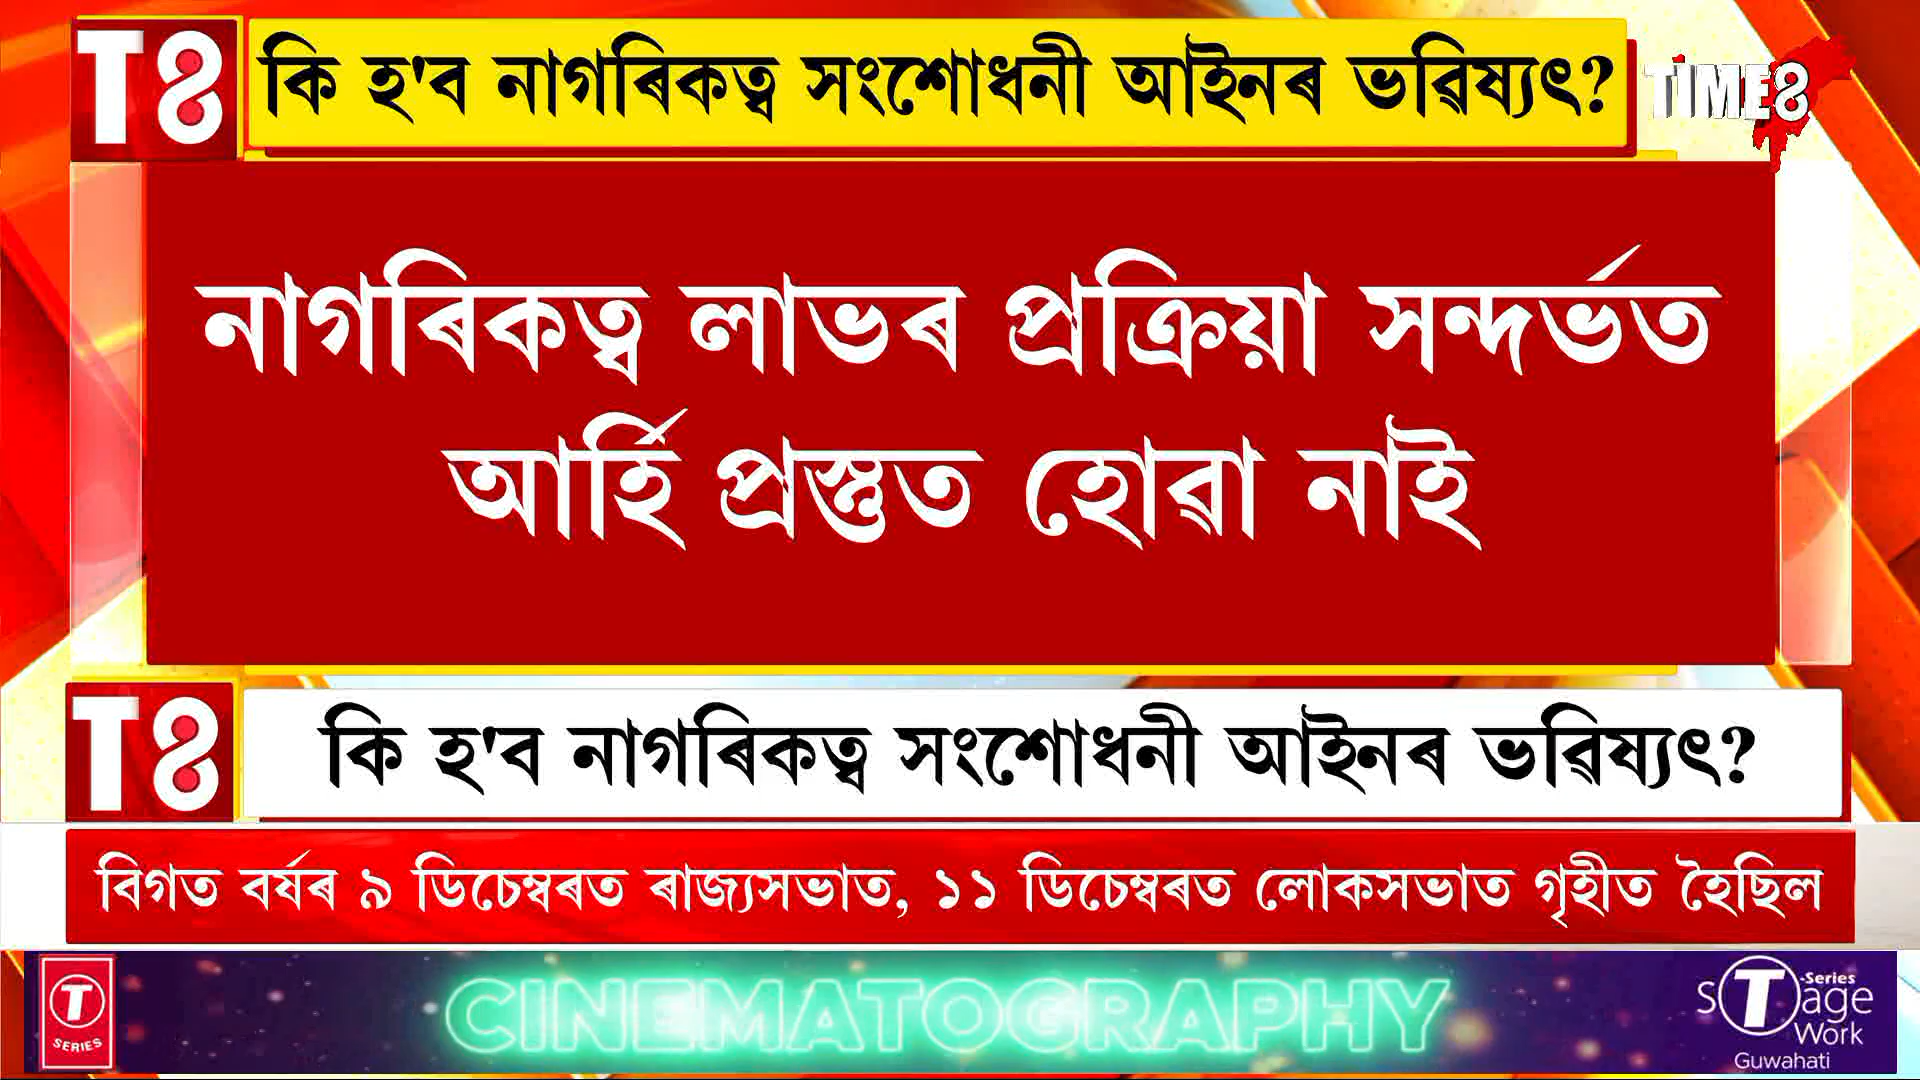 T8
কি হ'ব নাগৰিকত্ব সংশোধনী আইনৰ ভৱিষ্যৎ?
TIME8
নাগৰিকত্ব লাভৰ প্ৰক্ৰিয়া সন্দৰ্ভত
আৰ্হি প্ৰস্তুত হোৱা নাই
T8
কি হ'ব নাগৰিকত্ব সংশোধনী আইনৰ ভৱিষ্যৎ?
বিগত বৰ্ষৰ ৯ ডিচেম্বৰত ৰাজ্যসভাত, ১১ ডিচেম্বৰত লোকসভাত গৃহীত হৈছিল
T
SERIES
CINEMATOGRAPHY
T-Series
STage
Work
Guwahati